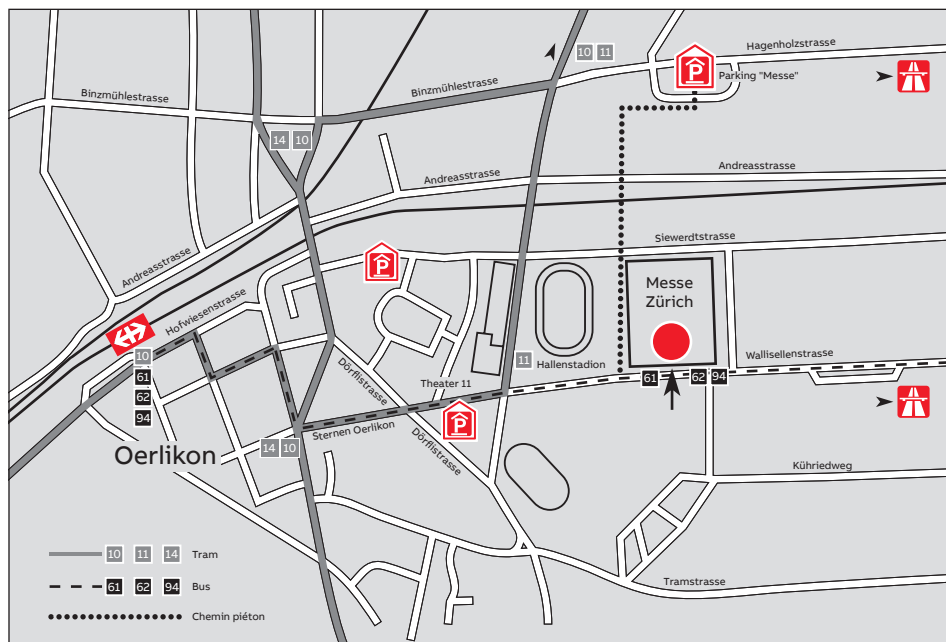 10 11
Hagenholzstrasse
P
Parking "Messe"
Binzmühlestrasse
Binzmühlestrasse
14 10
Andreasstrasse
Andreasstrasse
Siewerdtstrasse
Andreasstrasse
P
Messe
Zürich
Hofwiesenstrasse
10
61
62
94
11
Hallenstadion
Wallisellenstrasse
Dörflistrasse
Theater 11
61 62 94
P
Sternen Oerlikon
Dörflistrasse
14 10
Oerlikon
Kühriedweg
10 11 14 Tram
61 62 94 Bus
Tramstrasse
Chemin piéton